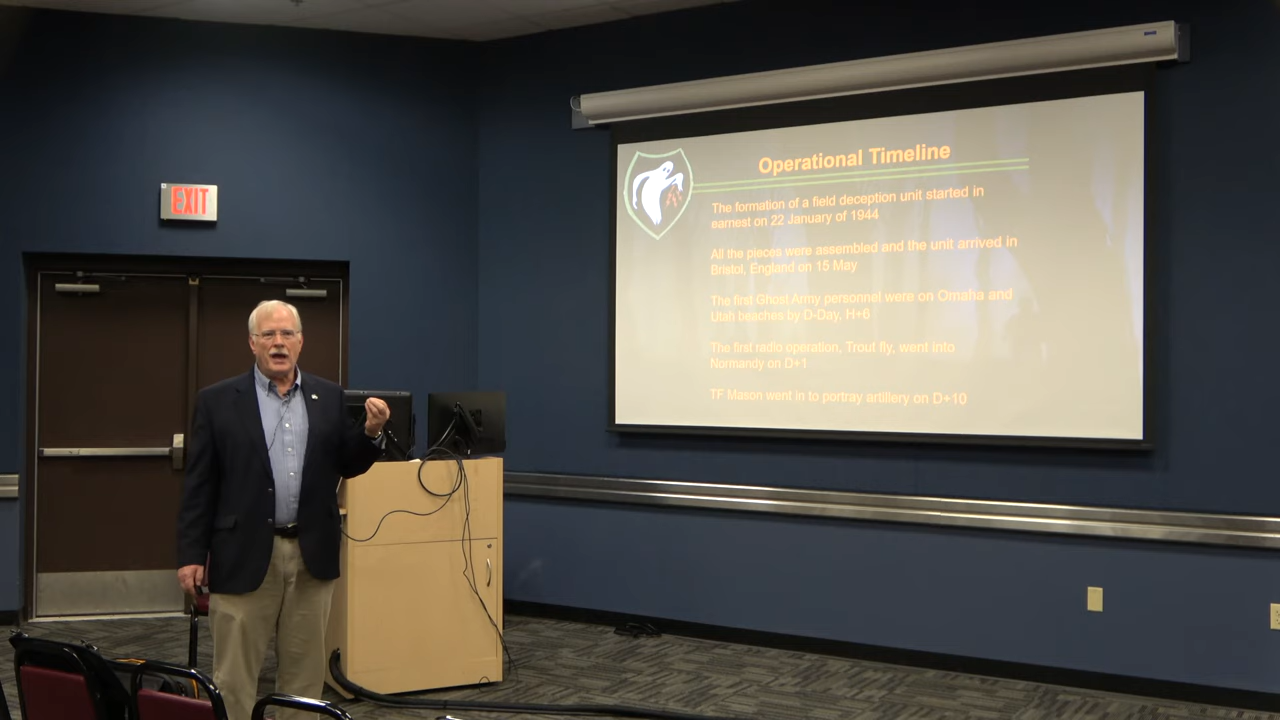 EXIT
Operational Timeline
The formation of a field deception unit started in
earnest on 22 January of 1944
All the pieces were assembled and the unit arrived in
Bristol, England on 15 May
The first Ghost Army personnel were on Omaha and
Utah beaches by D-Day, H+6
The first radio operation, Trout fly, went into
Normandy on D+1
TF Mason went in to portray artillery on D+10